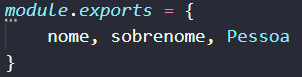 module.exports = {
    nome, sobrenome, Pessoa
}